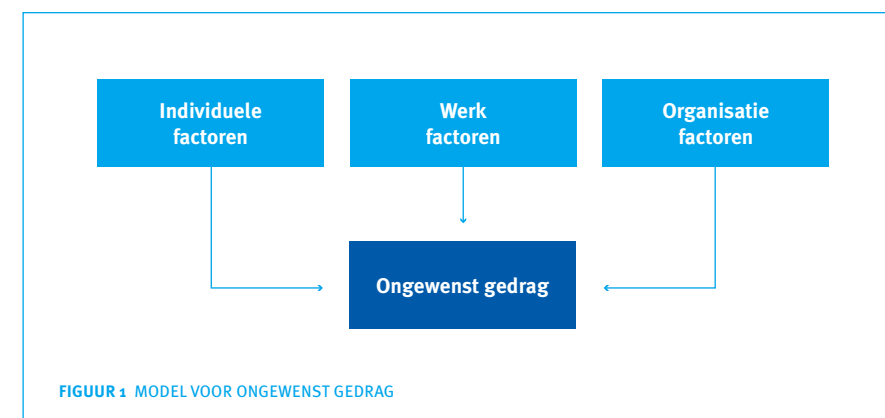 Individuele
factoren
Werk
factoren
Organisatie
factoren
Ongewenst gedrag
FIGUUR 1 MODEL VOOR ONGEWENST GEDRAG